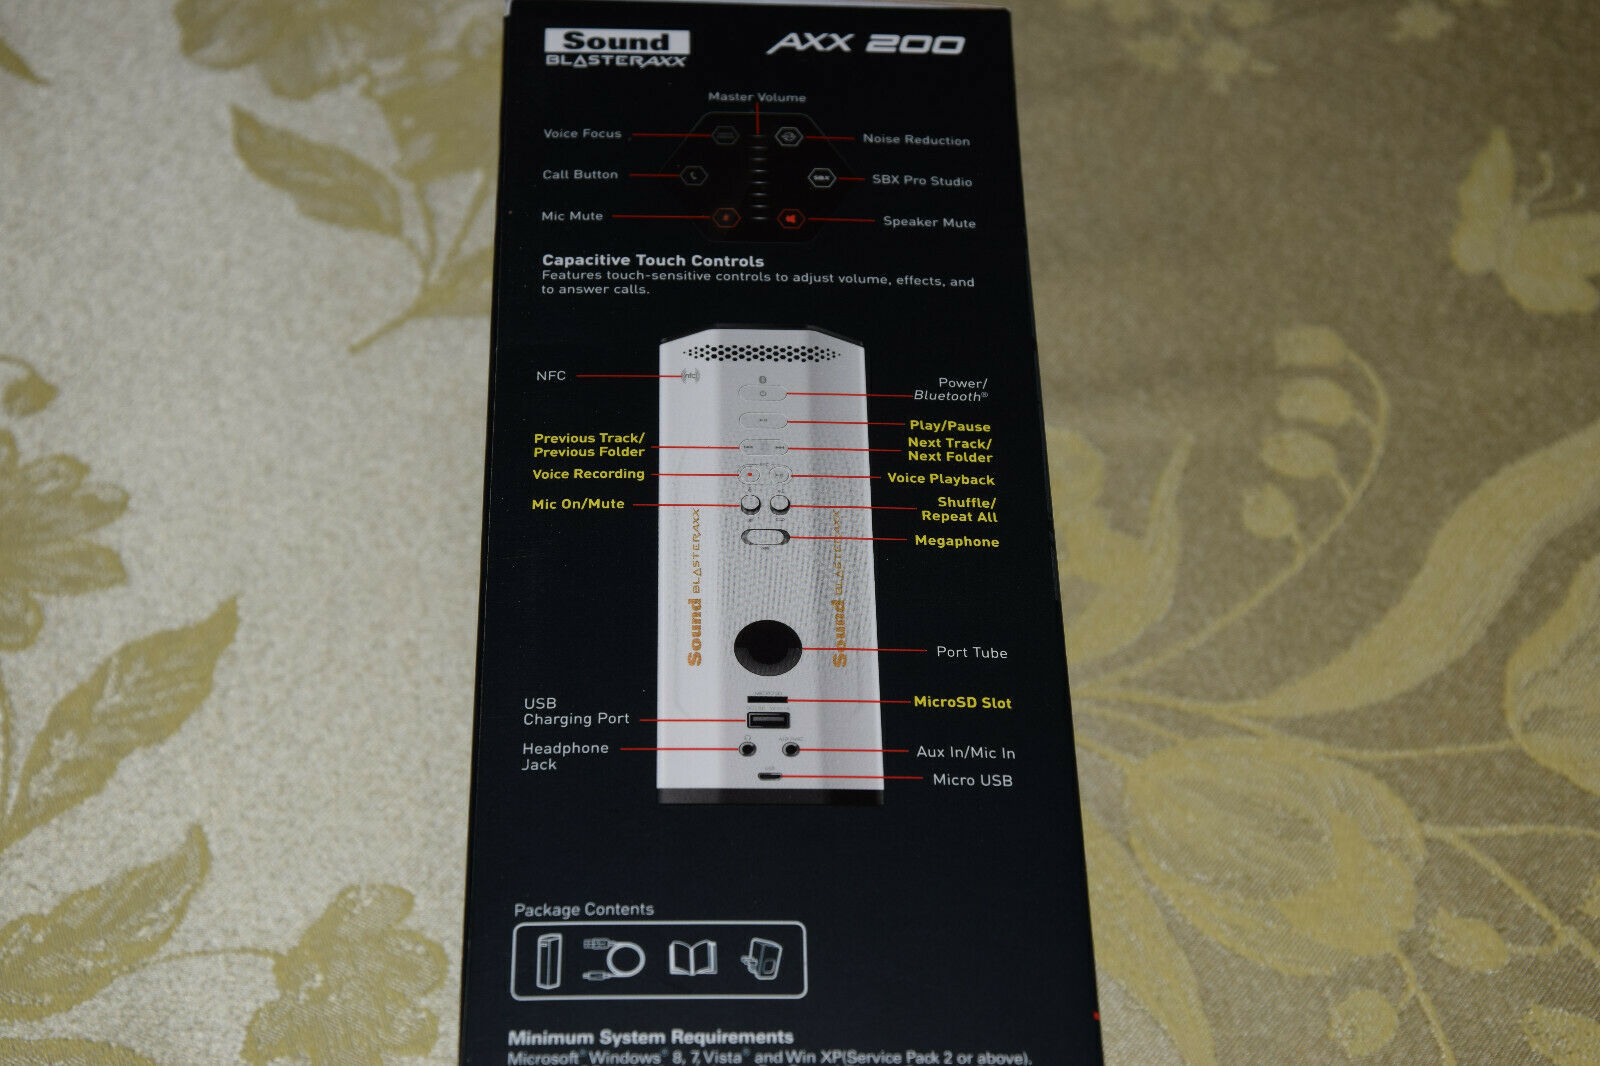 Sound
BLASTERAXX
AXX 200
Master Volume
Voice Focus
Noise Reduction
Call Button
SBX
SBX Pro Studio
Mic Mute
Speaker Mute
Capacitive Touch Controls
Features touch-sensitive controls to adjust volume, effects, and
to answer calls.
NFC
nfc
Power/
Bluetooth®
Play/Pause
Previous Track/
Previous Folder
Next Track/
Next Folder
Voice Recording
Voice Playback
Mic On/Mute
Shuffle/
Repeat All
Megaphone
Sound BLASTERAXX
Sound BLASTERAXX
Port Tube
MicroSD Slot
USB
Charging Port
Headphone
Jack
Aux In/Mic In
Micro USB
Package Contents
Minimum System Requirements
Microsoft® Windows® 8, 7, Vista® and Win XP(Service Pack 2 or above),